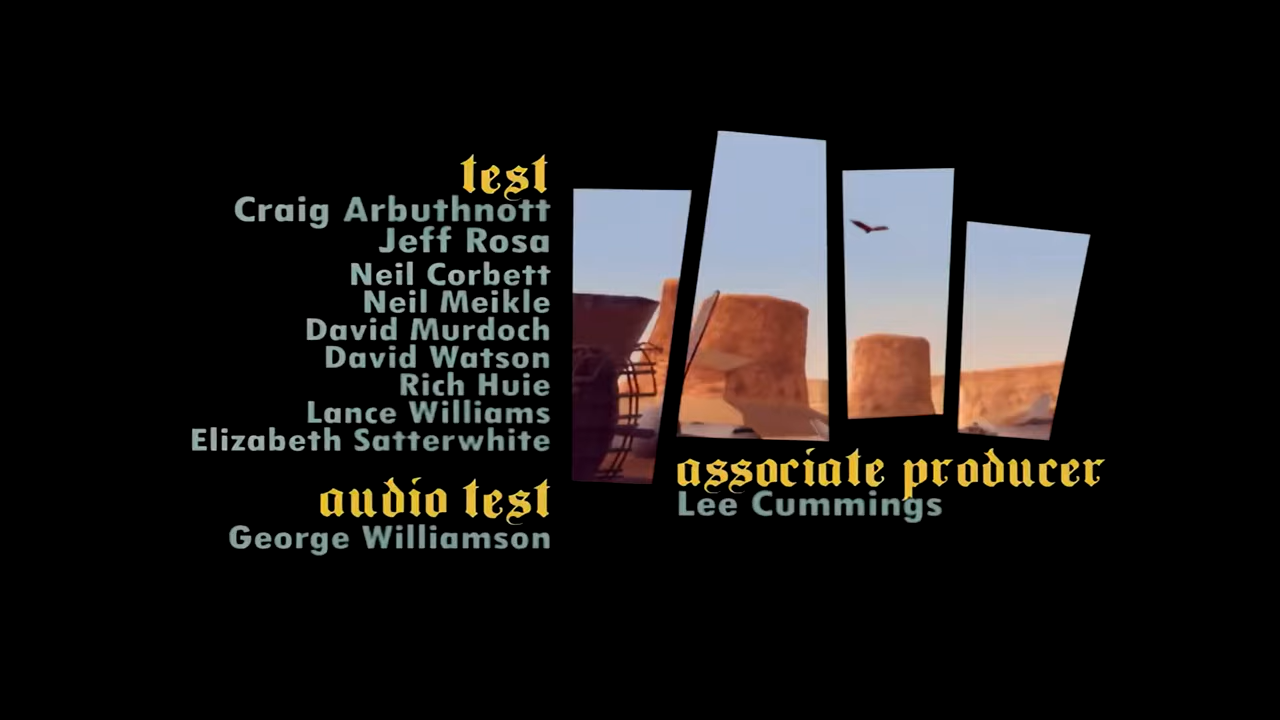 test
Craig Arbuthnott
Jeff Rosa
Neil Corbett
Neil Meikle
David Murdoch
David Watson
Rich Huie
Lance Williams
Elizabeth Satterwhite
audio test
George Williamson
associate producer
Lee Cummings